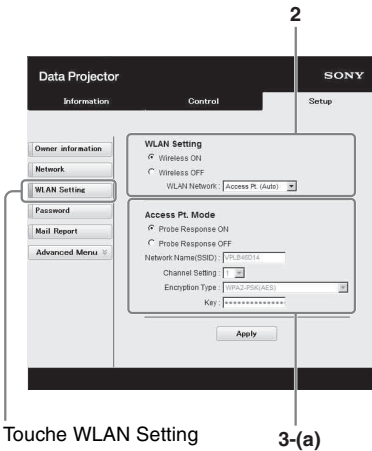 2
Data Projector
SONY
Information Control Setup
Owner information
Network
WLAN Setting
Password
Mail Report
Advanced Menu
WLAN Setting
Wireless ON
Wireless OFF
WLAN Network : Access Pt. (Auto)
Access Pt. Mode
Probe Response ON
Probe Response OFF
Network Name(SSID) : VPLB46D14
Channel Setting : 1
Encryption Type : WPA2-PSK(AES)
Key : **************
Apply
Touche WLAN Setting
3-(a)